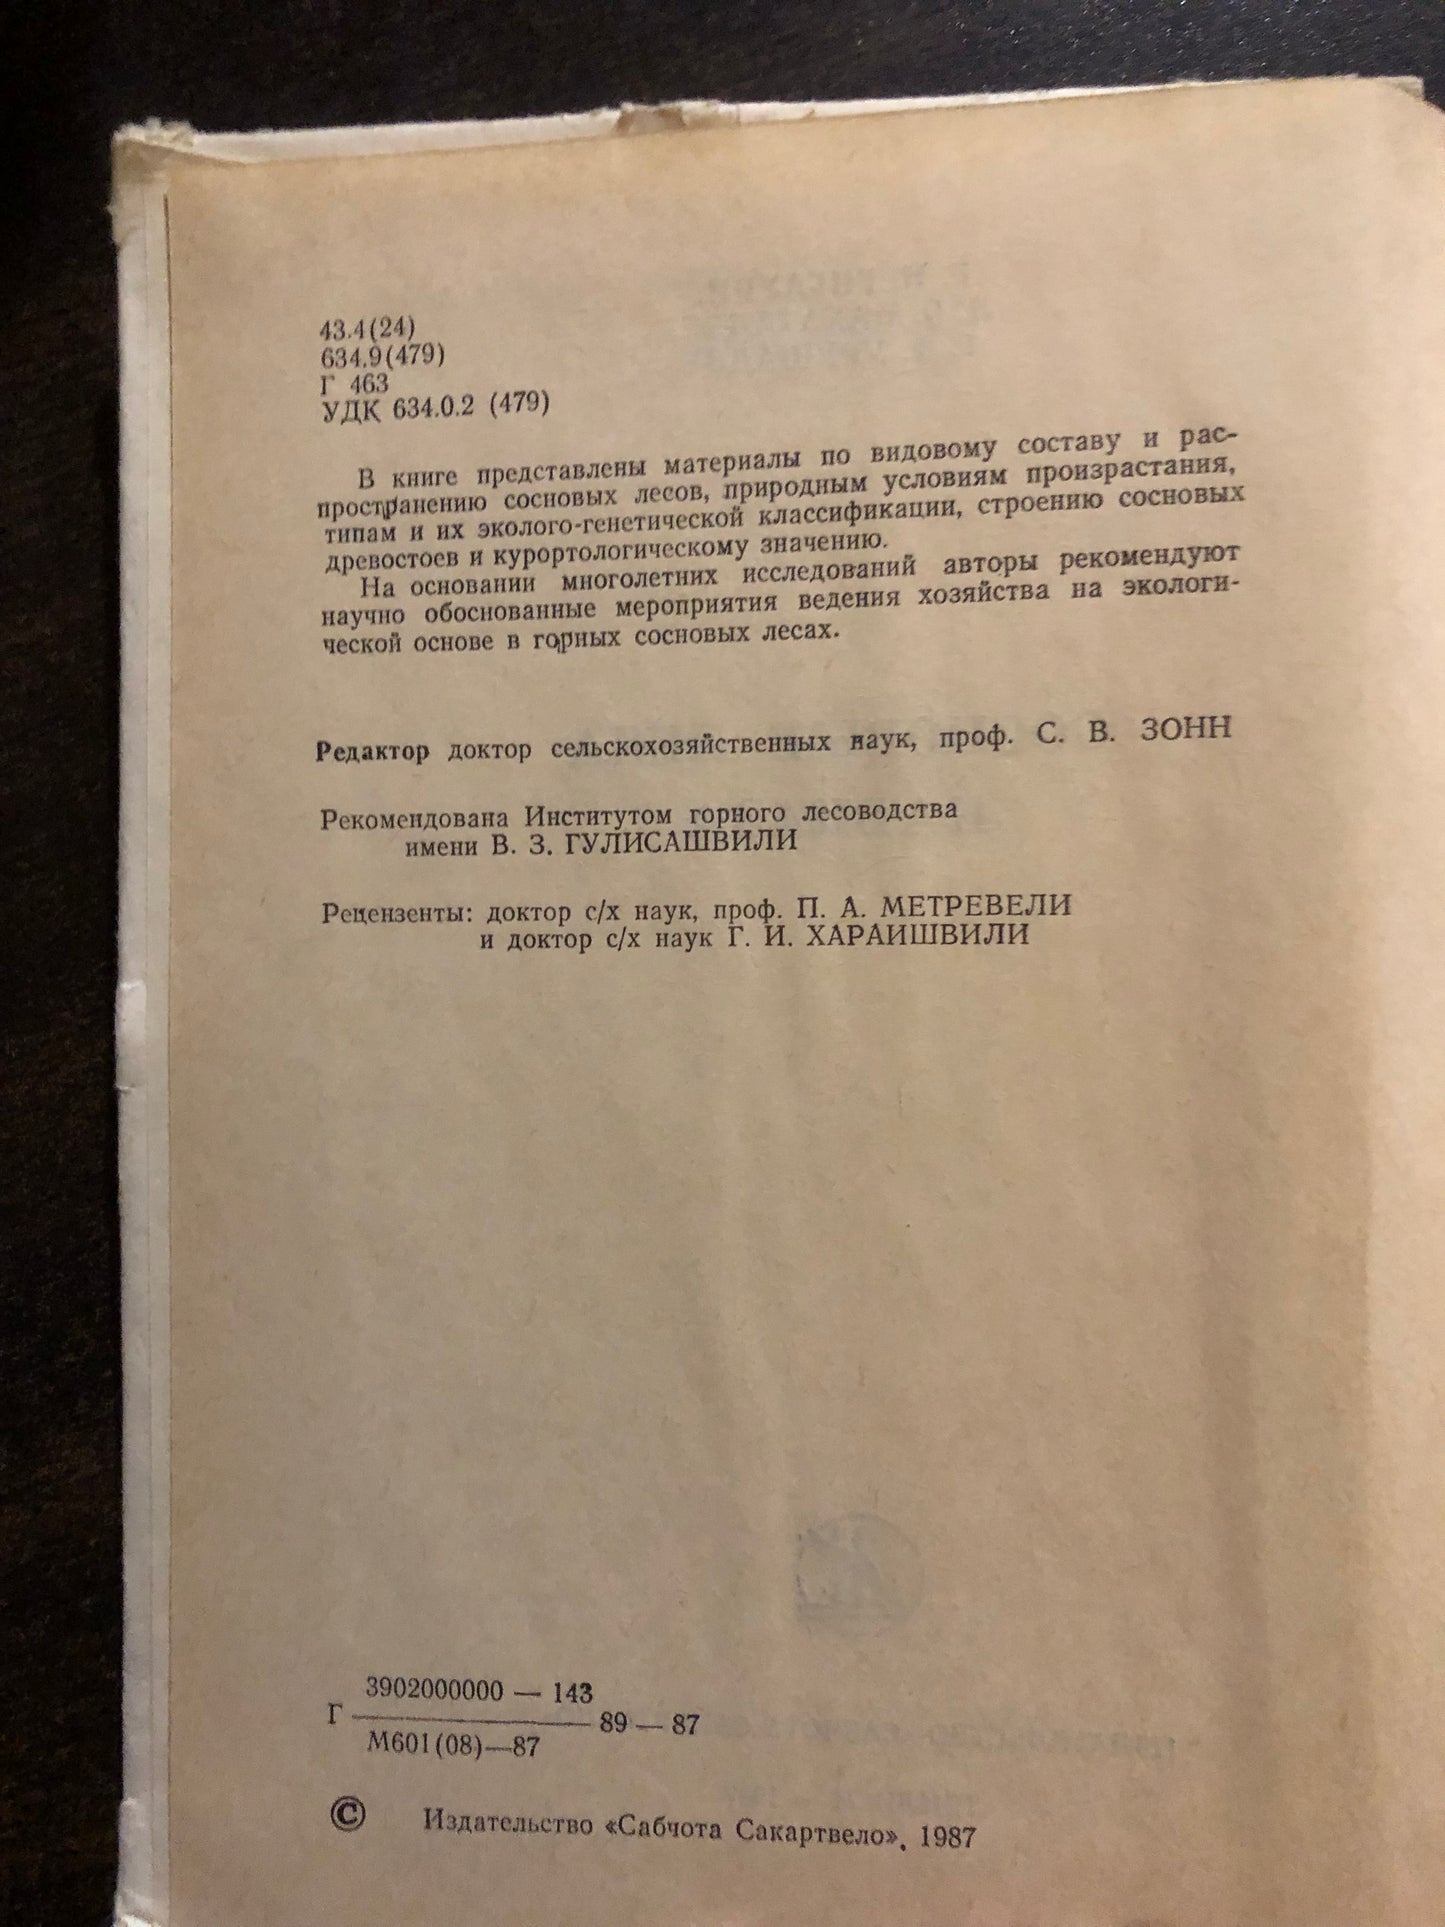 43.4(24)
634.9(479)
Г 463
УДК 634.0.2 (479)
В книге представлены материалы по видовому составу и рас-
пространению сосновых лесов, природным условиям произрастания,
типам и их эколого-генетической классификации, строению сосновых
древостоев и курортологическому значению.
На основании многолетних исследований авторы рекомендуют
научно обоснованные мероприятия ведения хозяйства на экологи-
ческой основе в горных сосновых лесах.
Редактор доктор сельскохозяйственных наук, проф. С. В. ЗОНН
Рекомендована Институтом горного лесоводства
имени В. З. ГУЛИСАШВИЛИ
Рецензенты: доктор с/х наук, проф. П. А. МЕТРЕВЕЛИ
и доктор с/х наук Г. И. ХАРАИШВИЛИ
3902000000 — 143
Г 89 — 87
М601(08)—87
© Издательство «Сабчота Сакартвело», 1987